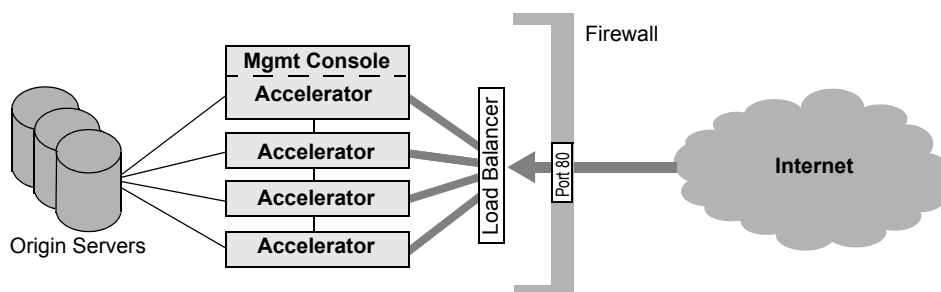 Mgmt Console
Accelerator
Accelerator
Accelerator
Accelerator
Origin Servers
Load Balancer
Port 80
Firewall
Internet